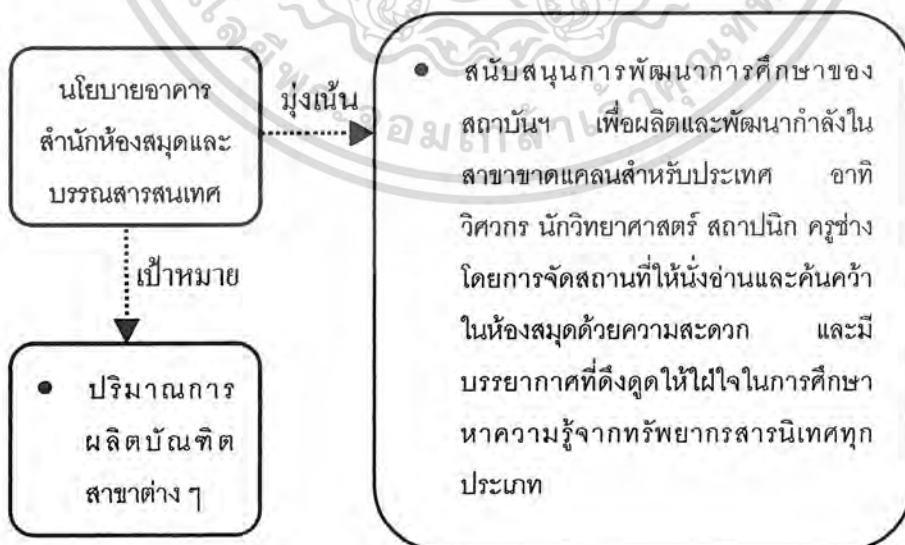 นโยบายอาคาร
สำนักห้องสมุดและ
บรรณสารสนเทศ
มุ่งเน้น
● สนับสนุนการพัฒนาการศึกษาของ
สถาบันฯ เพื่อผลิตและพัฒนากำลังใน
สาขาขาดแคลนสำหรับประเทศ อาทิ
วิศวกร นักวิทยาศาสตร์ สถาปนิก ครูช่าง
โดยการจัดสถานที่ให้นั่งอ่านและค้นคว้า
ในห้องสมุดด้วยความสะดวก และมี
บรรยากาศที่ดึงดูดให้ใฝ่ใจในการศึกษา
หาความรู้จากทรัพยากรสารนิเทศทุก
ประเภท
เป้าหมาย
● ปริมาณการ
ผลิตบัณฑิต
สาขาต่าง ๆ